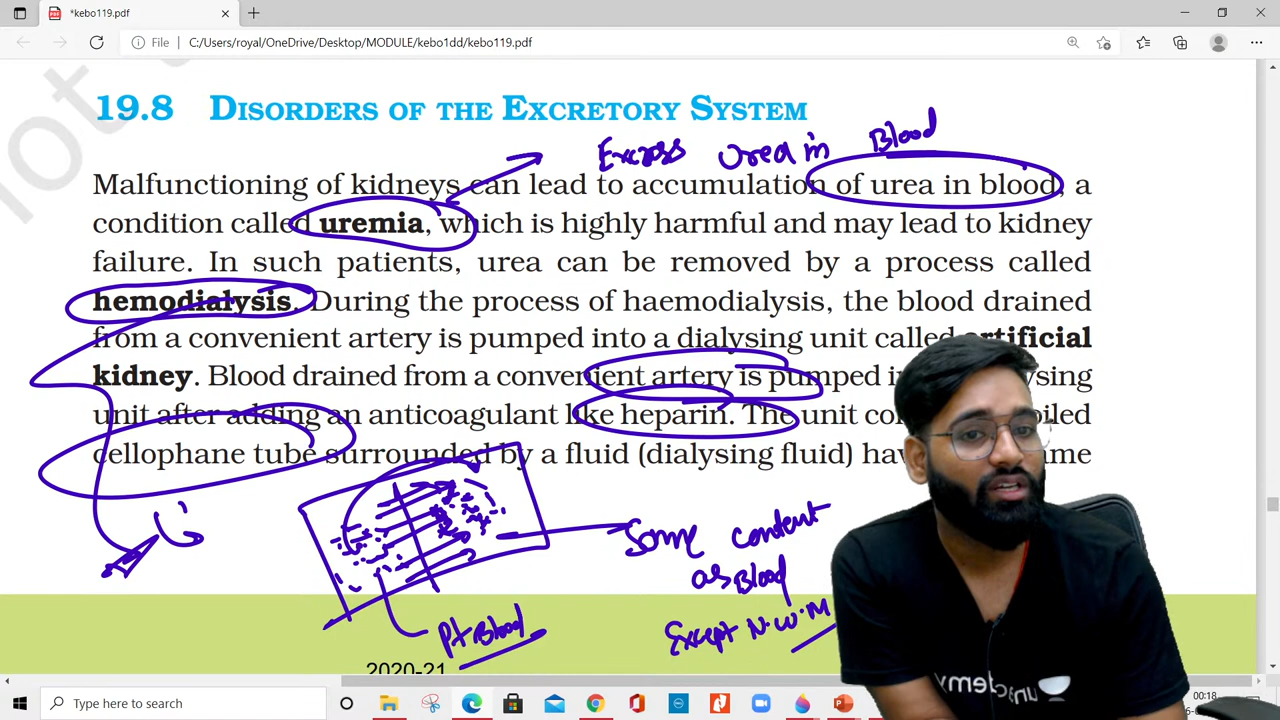 *kebo119.pdf
File C:/Users/royal/OneDrive/Desktop/MODULE/kebo1dd/kebo119.pdf
not
19.8 DISORDERS OF THE EXCRETORY SYSTEM
Excess urea in Blood
Malfunctioning of kidneys can lead to accumulation of urea in blood, a
condition called uremia, which is highly harmful and may lead to kidney
failure. In such patients, urea can be removed by a process called
hemodialysis. During the process of haemodialysis, the blood drained
from a convenient artery is pumped into a dialysing unit called artificial
kidney. Blood drained from a convenient artery is pumped
unit after adding an anticoagulant like heparin. The unit
cellophane tube surrounded by a fluid (dialysing fluid)
Some content
as Blood
Pt Blood
Except N.W.M
2020-21
unacademy
Type here to search
00:18